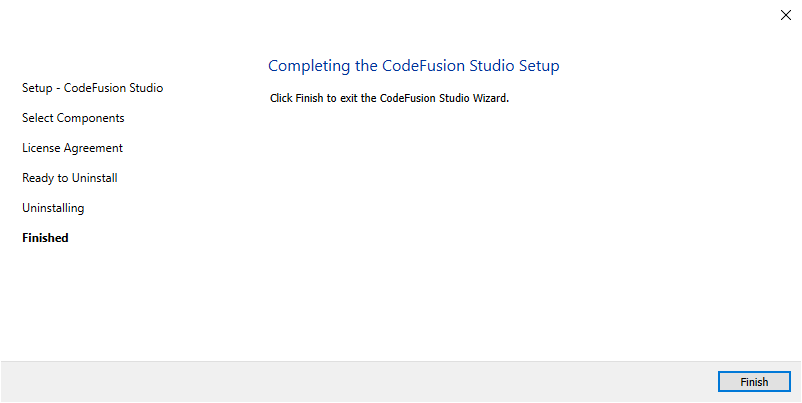 Setup - CodeFusion Studio
Select Components
License Agreement
Ready to Uninstall
Uninstalling
Finished
Completing the CodeFusion Studio Setup
Click Finish to exit the CodeFusion Studio Wizard.
Finish